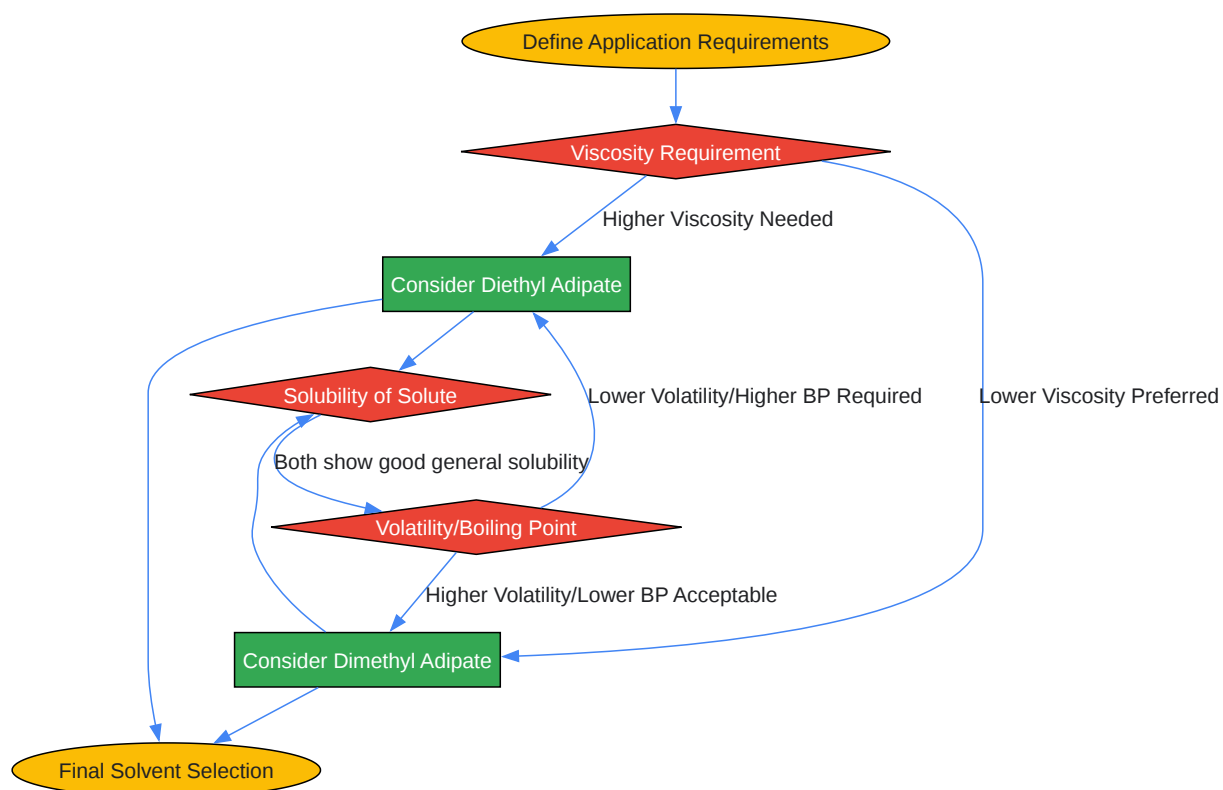 Define Application Requirements
Viscosity Requirement
Higher Viscosity Needed
Consider Diethyl Adipate
Solubility of Solute
Lower Volatility/Higher BP Required
Lower Viscosity Preferred
Both show good general solubility
Volatility/Boiling Point
Higher Volatility/Lower BP Acceptable
Consider Dimethyl Adipate
Final Solvent Selection